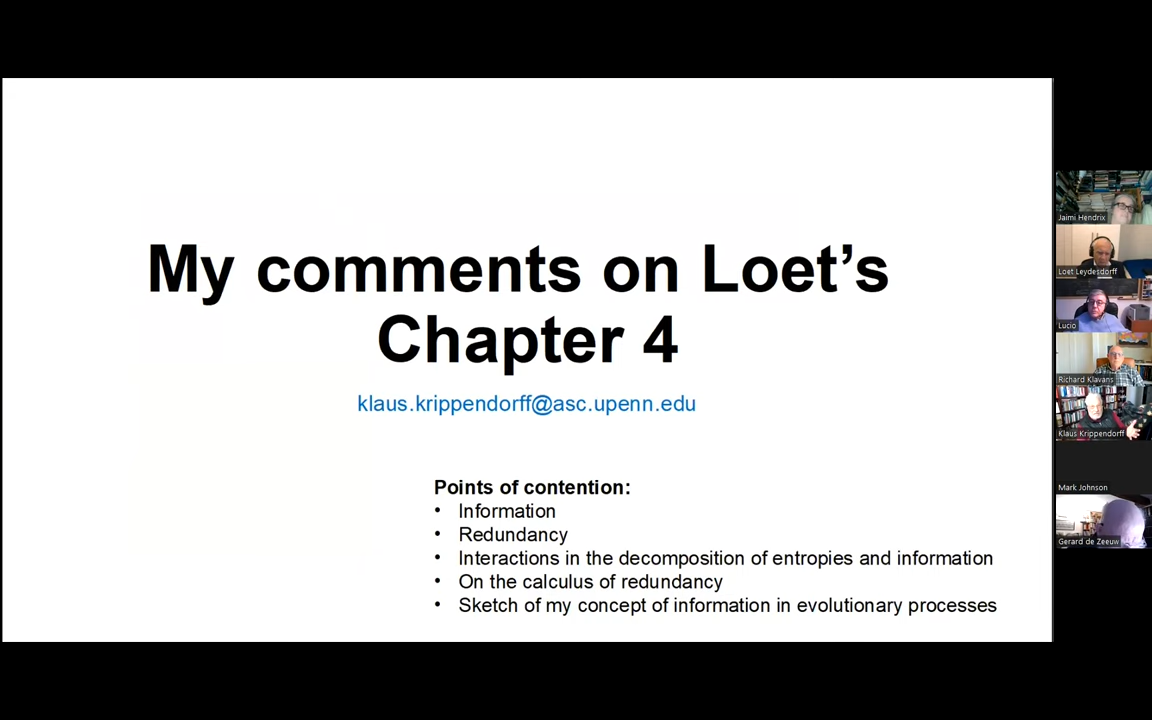 My comments on Loet’s
Chapter 4
klaus.krippendorff@asc.upenn.edu
Points of contention:
• Information
• Redundancy
• Interactions in the decomposition of entropies and information
• On the calculus of redundancy
• Sketch of my concept of information in evolutionary processes
Jaimi Hendrix
Loet Leydesdorff
Lucio
Richard Klavans
Klaus Krippendorff
Mark Johnson
Gerard de Zeeuw